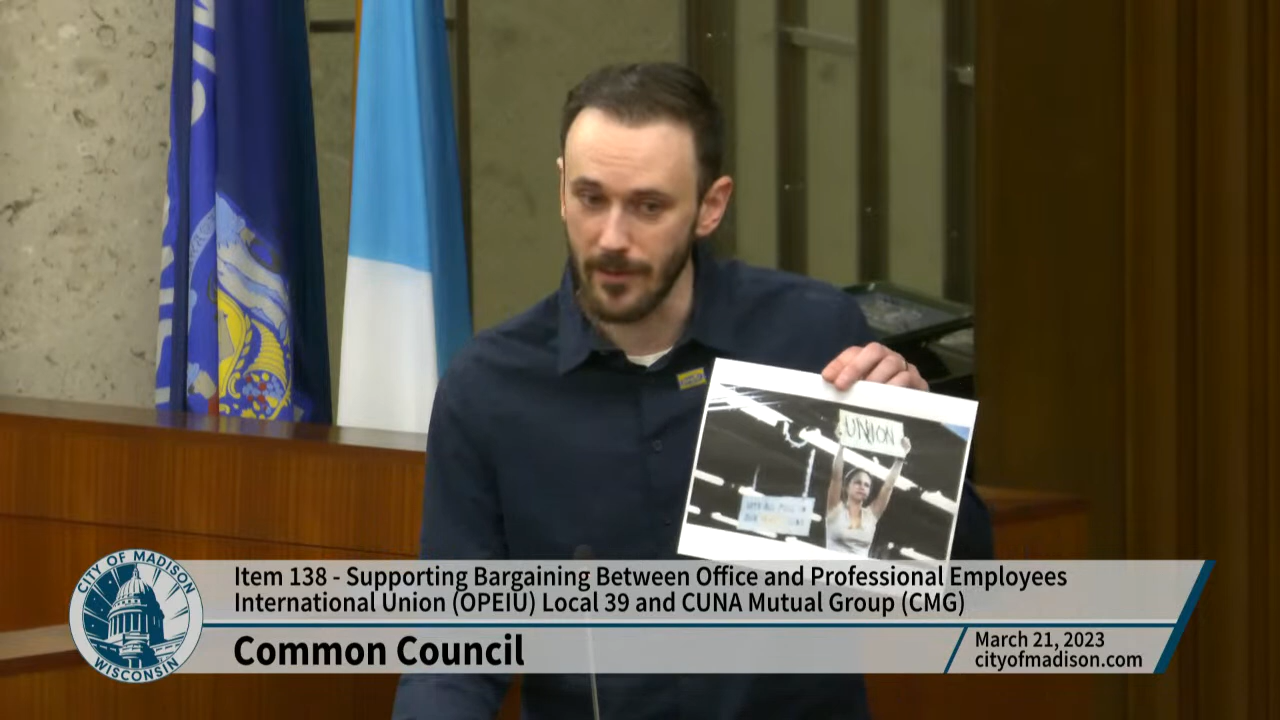 UNION
CITY OF MADISON
WISCONSIN
Item 138 - Supporting Bargaining Between Office and Professional Employees
International Union (OPEIU) Local 39 and CUNA Mutual Group (CMG)
Common Council
March 21, 2023
cityofmadison.com